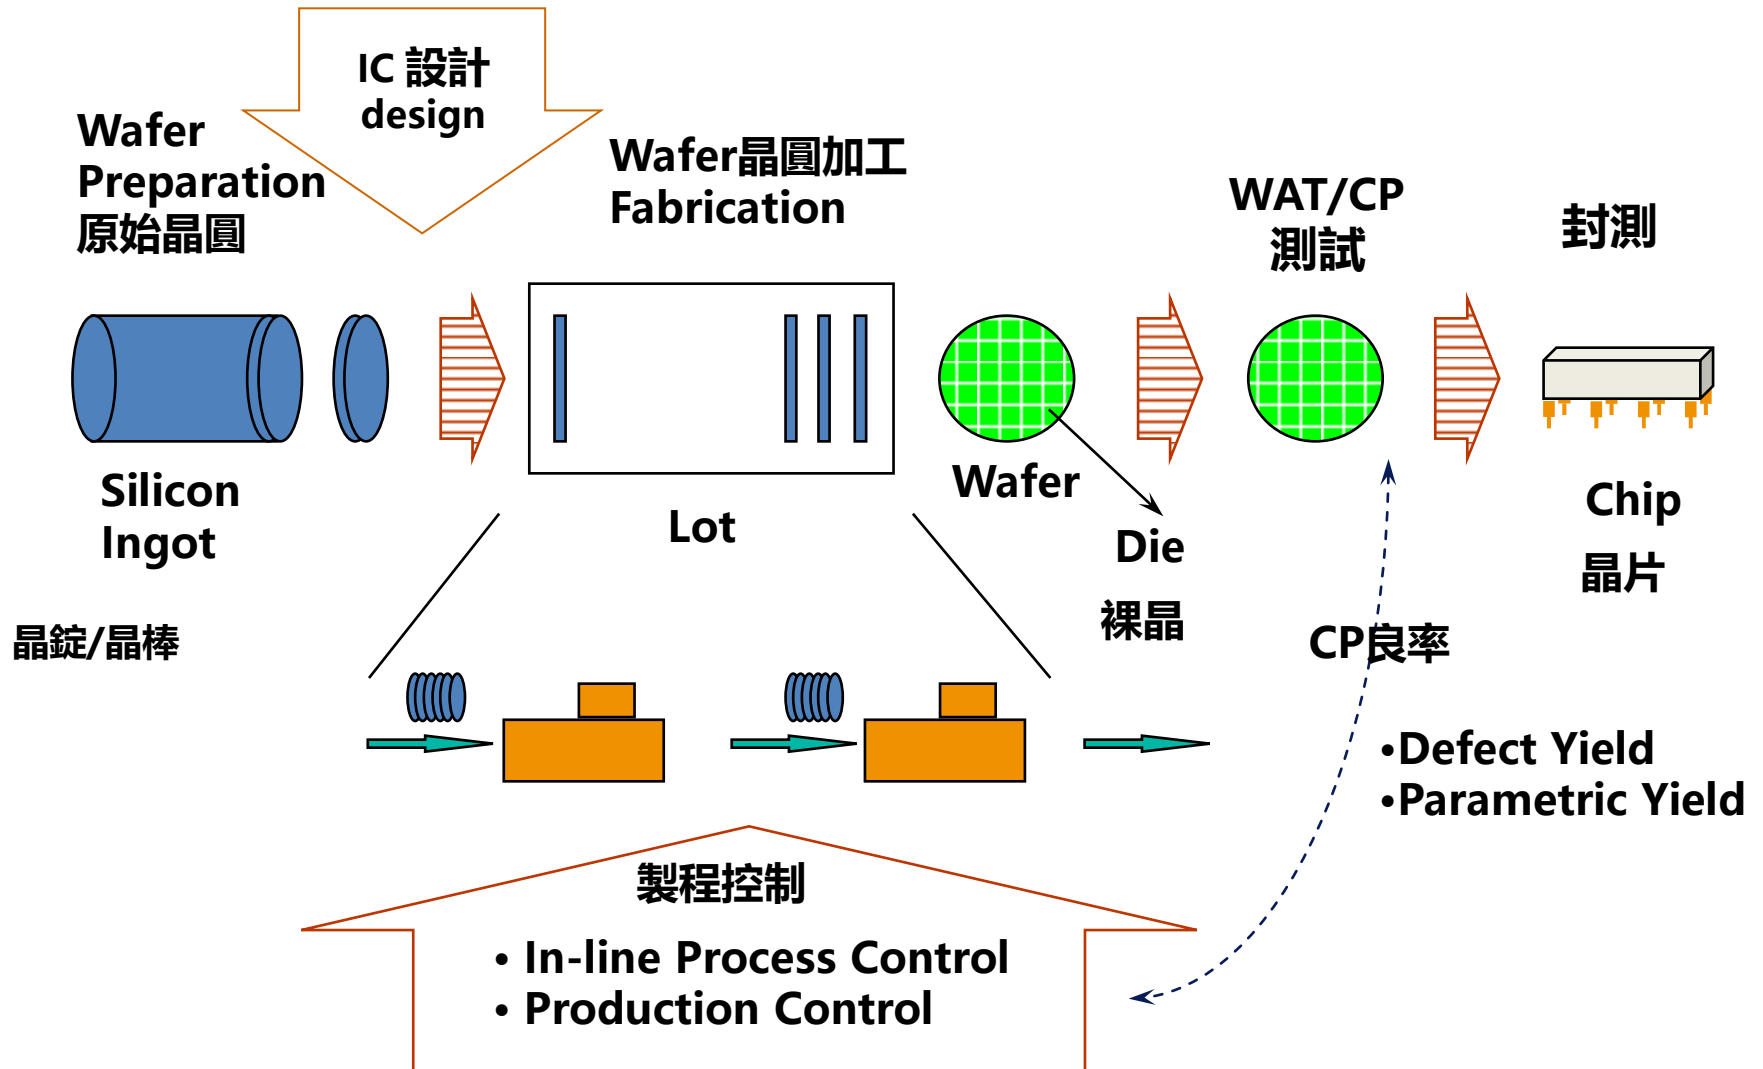 IC 設計
design
Wafer
Preparation
原始晶圓
Wafer晶圓加工
Fabrication
WAT/CP
測試
封測
Silicon
Ingot
晶錠/晶棒
Lot
Wafer
Die
裸晶
Chip
晶片
CP良率
•Defect Yield
•Parametric Yield
製程控制
• In-line Process Control
• Production Control